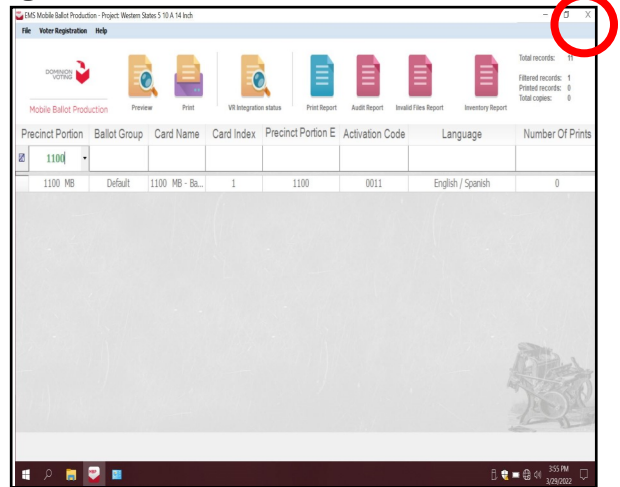 EMS Mobile Ballot Production - Project: Western States 5 10 A 14 Inch
File Voter Registration Help
DOMINION
VOTING
Mobile Ballot Production
Preview
Print
VR Integration status
Print Report
Audit Report
Invalid Files Report
Inventory Report
Total records: 11
Filtered records: 1
Printed records: 0
Total copies: 0
Precinct Portion Ballot Group Card Name Card Index Precinct Portion E Activation Code Language Number Of Prints
1100
1100 MB Default 1100 MB - Ba... 1 1100 0011 English / Spanish 0
3:55 PM
3/29/2022